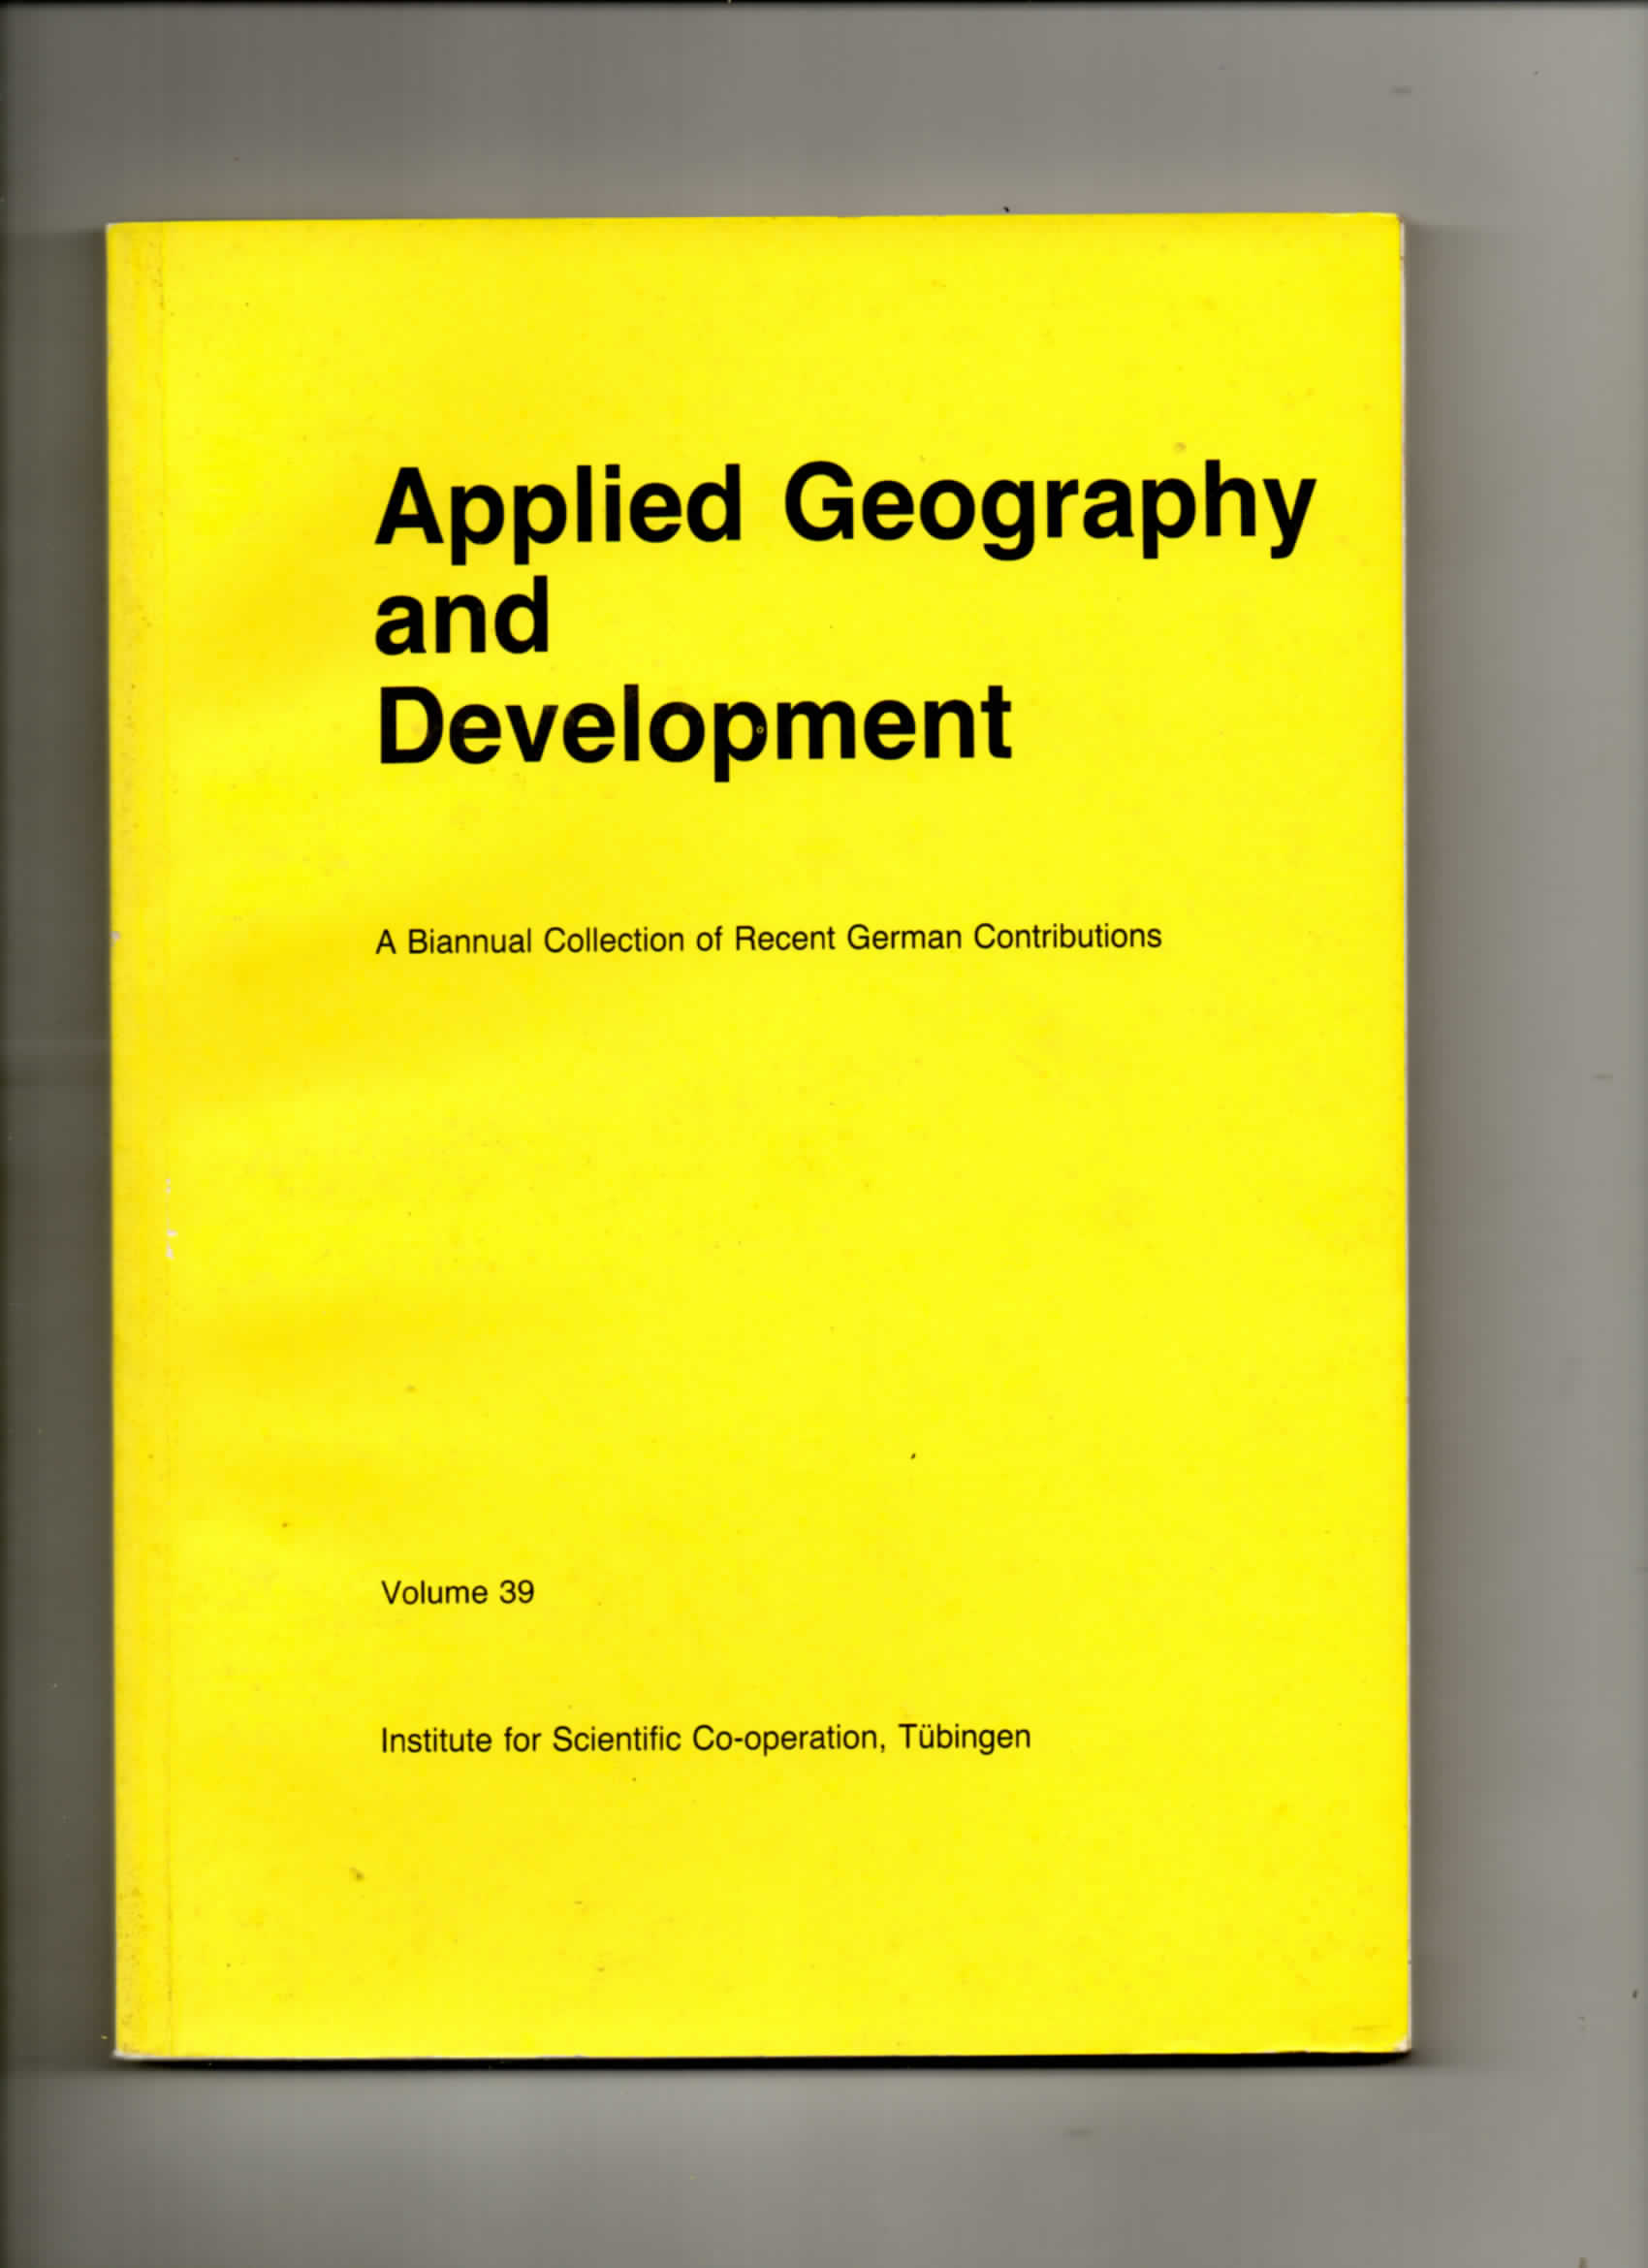 Applied Geography
and
Development
A Biannual Collection of Recent German Contributions
Volume 39
Institute for Scientific Co-operation, Tübingen